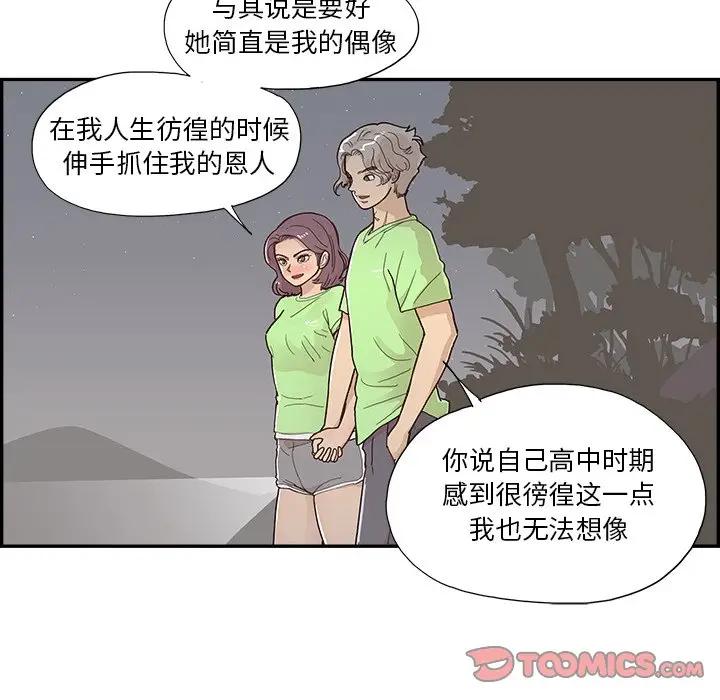 与其说是要好
她简直是我的偶像
在我人生彷徨的时候
伸手抓住我的恩人
你说自己高中时期
感到很徬徨这一点
我也无法想像
TOOMICS.COM